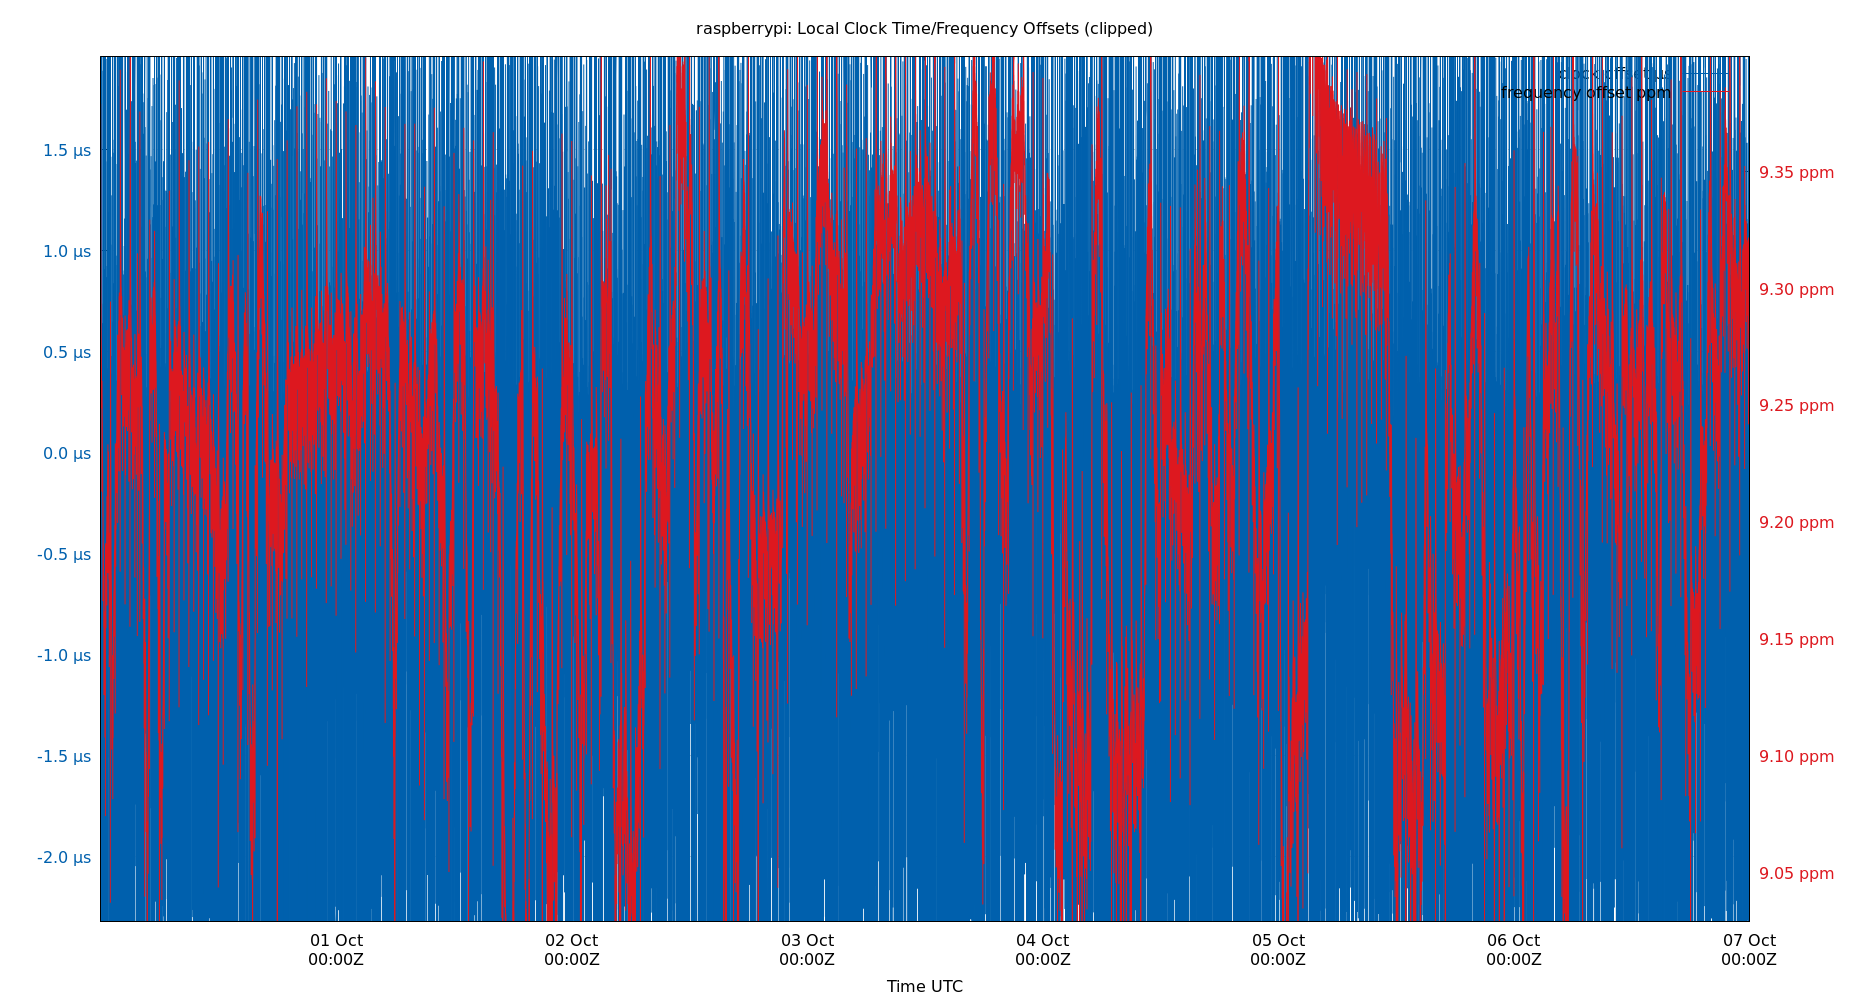 raspberrypi: Local Clock Time/Frequency Offsets (clipped)
clock offset μs
frequency offset ppm
1.5 μs
1.0 μs
0.5 μs
0.0 μs
-0.5 μs
-1.0 μs
-1.5 μs
-2.0 μs
9.35 ppm
9.30 ppm
9.25 ppm
9.20 ppm
9.15 ppm
9.10 ppm
9.05 ppm
01 Oct
00:00Z
02 Oct
00:00Z
03 Oct
00:00Z
04 Oct
00:00Z
05 Oct
00:00Z
06 Oct
00:00Z
07 Oct
00:00Z
Time UTC